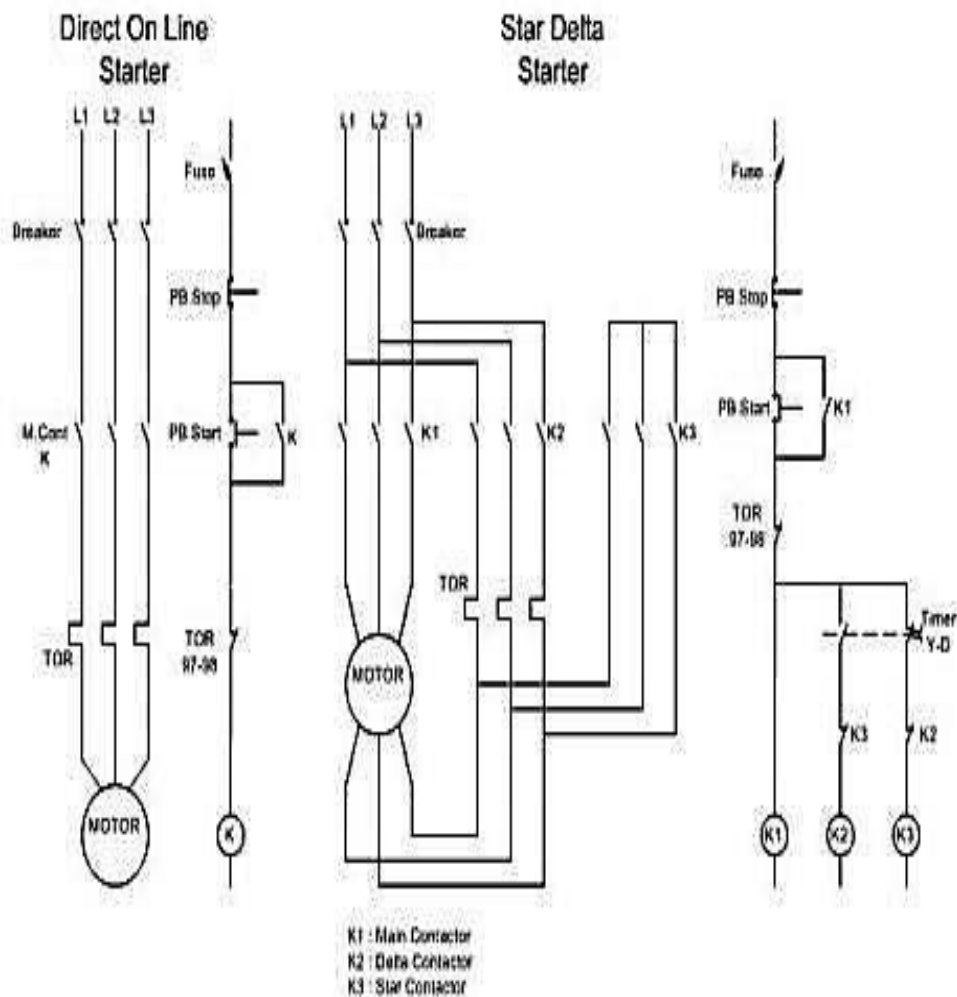 Direct On Line
Starter
Star Delta
Starter
L1 L2 L3
L1 L2 L3
Fuse
Fuse
Breaker
Breaker
PB Stop
PB Stop
M.Cont
K
PB Start
K
K1
K2
K3
PB Start
K1
TOR
97-98
TOR
TOR
97-98
TOR
Timer
Y-D
MOTOR
K3
K2
MOTOR
K
K1
K2
K3
K1 : Main Contactor
K2 : Delta Contactor
K3 : Star Contactor